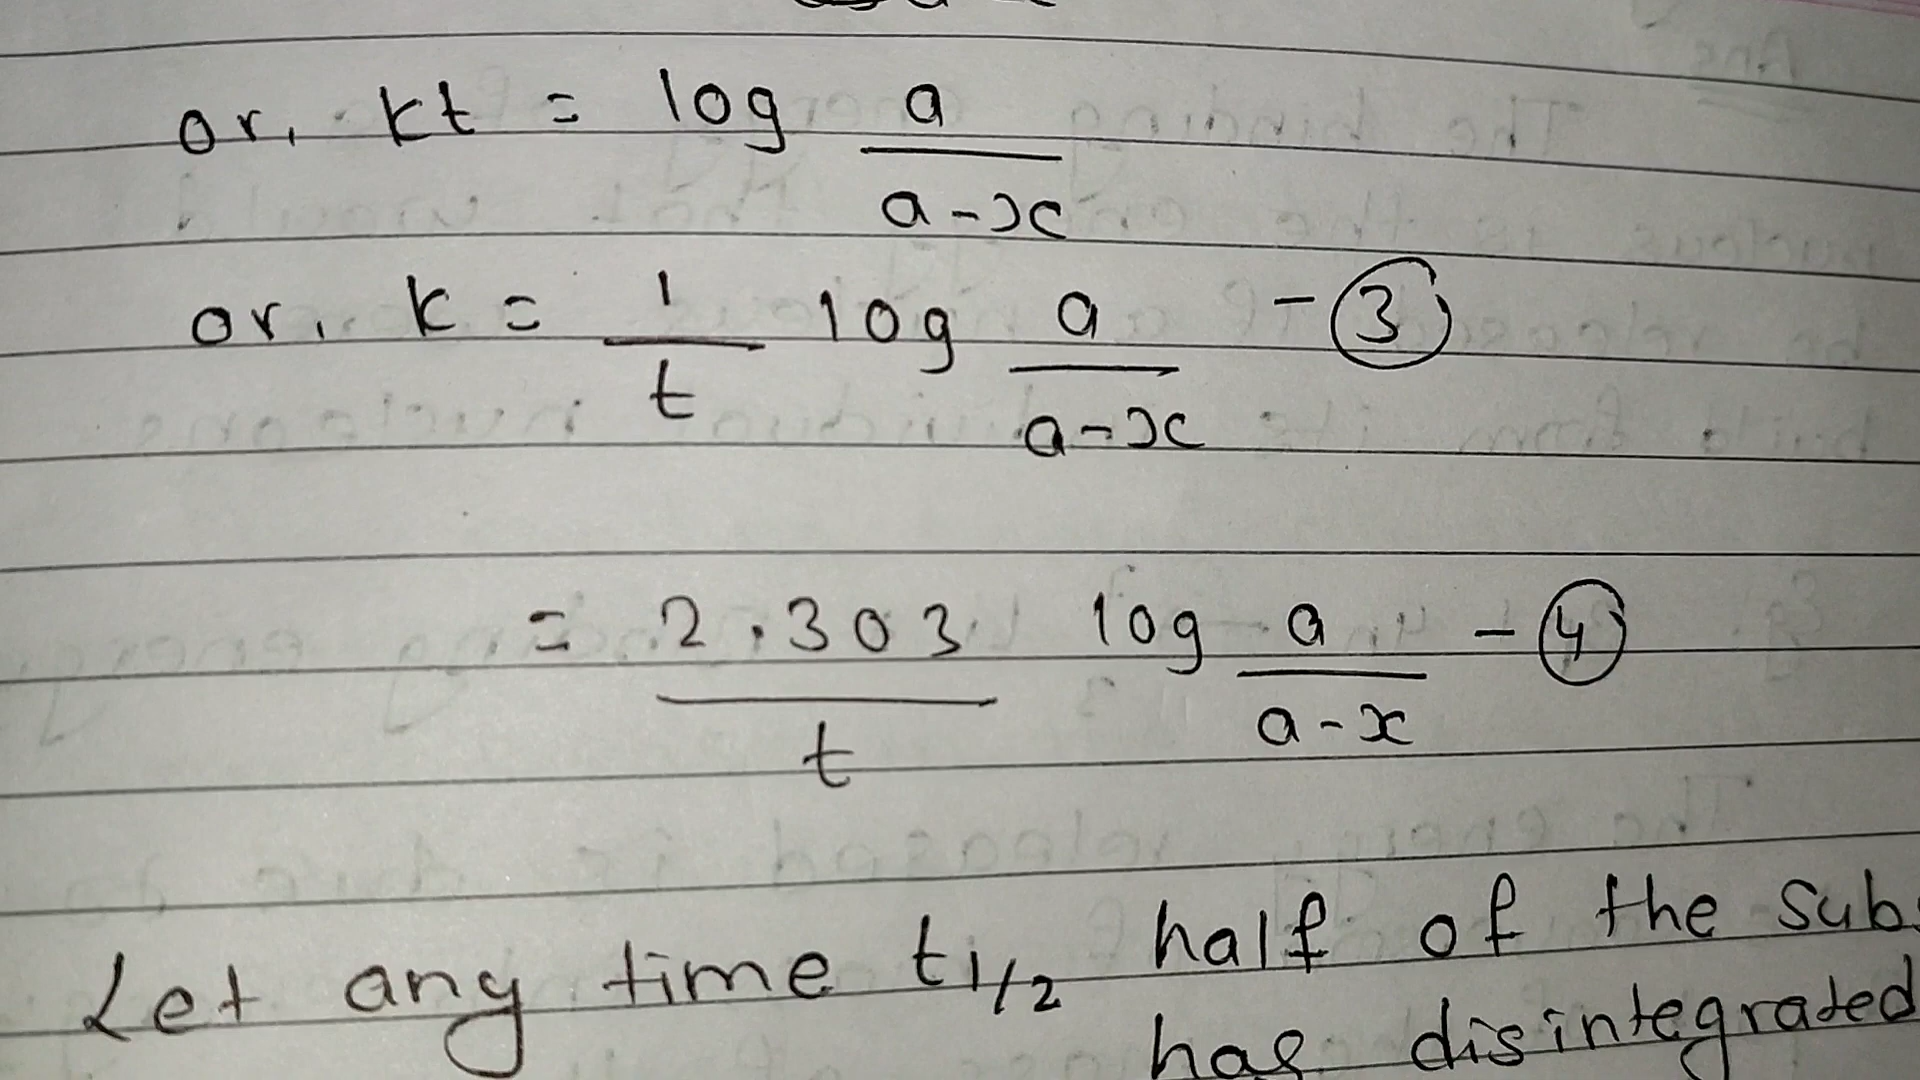 or, kt = log a
a-x
or, k = 1/t log a/a-x - 3
= 2.303/t log a/a-x - 4
Let any time t1/2 half of the
has disintegrated